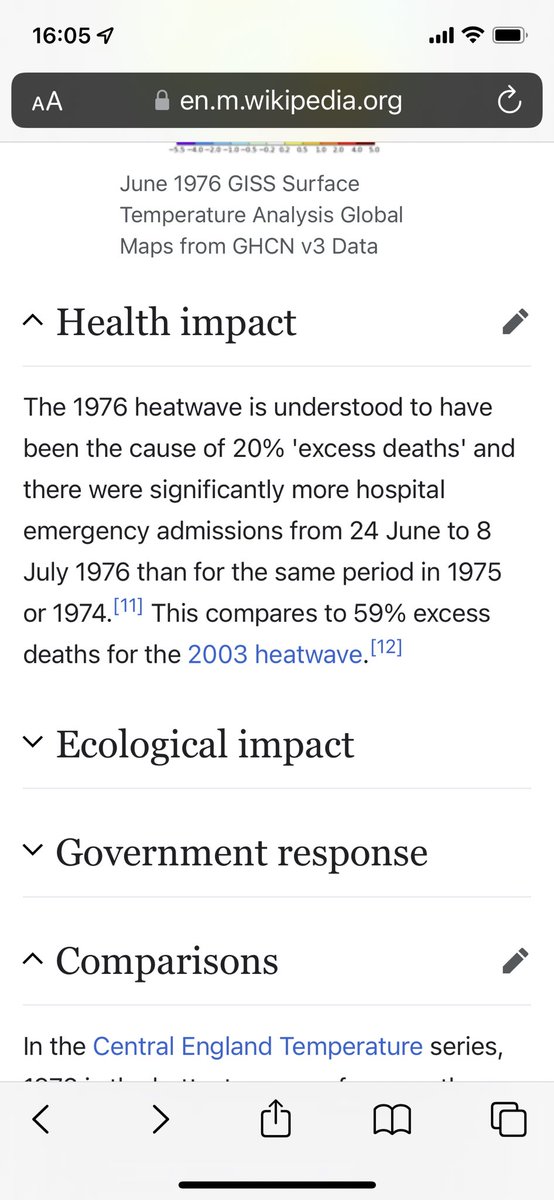 16:05
AA en.m.wikipedia.org
-5.5 -4.0 -2.0 -1.0 -0.5 -0.2 0.2 0.5 1.0 2.0 4.0 5.0
June 1976 GISS Surface
Temperature Analysis Global
Maps from GHCN v3 Data
Health impact
The 1976 heatwave is understood to have
been the cause of 20% 'excess deaths' and
there were significantly more hospital
emergency admissions from 24 June to 8
July 1976 than for the same period in 1975
or 1974.[11] This compares to 59% excess
deaths for the 2003 heatwave.[12]
Ecological impact
Government response
Comparisons
In the Central England Temperature series,